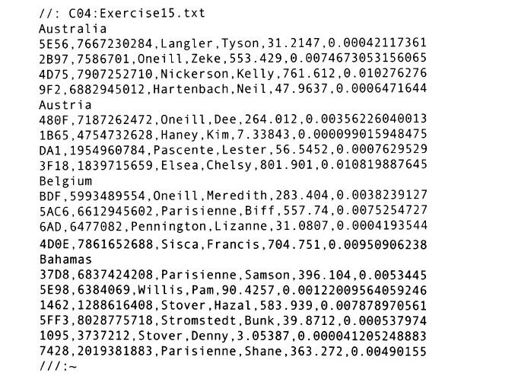 //: C04:Exercise15.txt
Australia
5E56,7667230284,Langler,Tyson,31.2147,0.00042117361
2B97,7586701,Oneill,Zeke,553.429,0.0074673053156065
4D75,7907252710,Nickerson,Kelly,761.612,0.010276276
9F2,6882945012,Hartenbach,Neil,47.9637,0.0006471644
Austria
480F,7187262472,Oneill,Dee,264.012,0.00356226040013
1B65,4754732628,Haney,Kim,7.33843,0.000099015948475
DA1,1954960784,Pascente,Lester,56.5452,0.0007629529
3F18,1839715659,Elsea,Chelsy,801.901,0.010819887645
Belgium
BDF,5993489554,Oneill,Meredith,283.404,0.0038239127
5AC6,6612945602,Parisienne,Biff,557.74,0.0075254727
6AD,6477082,Pennington,Lizanne,31.0807,0.0004193544
4D0E,7861652688,Sisca,Francis,704.751,0.00950906238
Bahamas
37D8,6837424208,Parisienne,Samson,396.104,0.0053445
5E98,6384069,Willis,Pam,90.4257,0.00122009564059246
1462,1288616408,Stover,Hazal,583.939,0.007878970561
5FF3,8028775718,Stromstedt,Bunk,39.8712,0.000537974
1095,3737212,Stover,Denny,3.05387,0.000041205248883
7428,2019381883,Parisienne,Shane,363.272,0.00490155
///:~